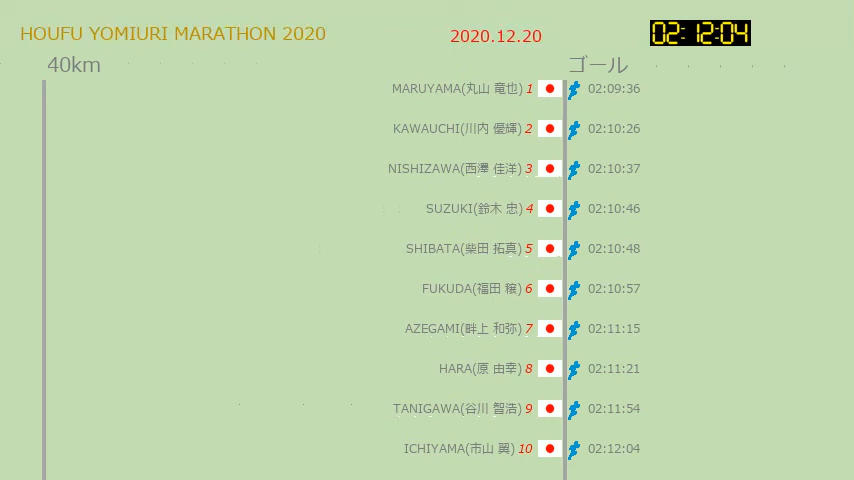 HOUFU YOMIURI MARATHON 2020
2020.12.20
02:12:04
40km
ゴール
MARUYAMA(丸山 竜也) 1 02:09:36
KAWAUCHI(川内 優輝) 2 02:10:26
NISHIZAWA(西澤 佳洋) 3 02:10:37
SUZUKI(鈴木 忠) 4 02:10:46
SHIBATA(柴田 拓真) 5 02:10:48
FUKUDA(福田 穣) 6 02:10:57
AZEGAMI(畔上 和弥) 7 02:11:15
HARA(原 由幸) 8 02:11:21
TANIGAWA(谷川 智浩) 9 02:11:54
ICHIYAMA(市山 翼) 10 02:12:04